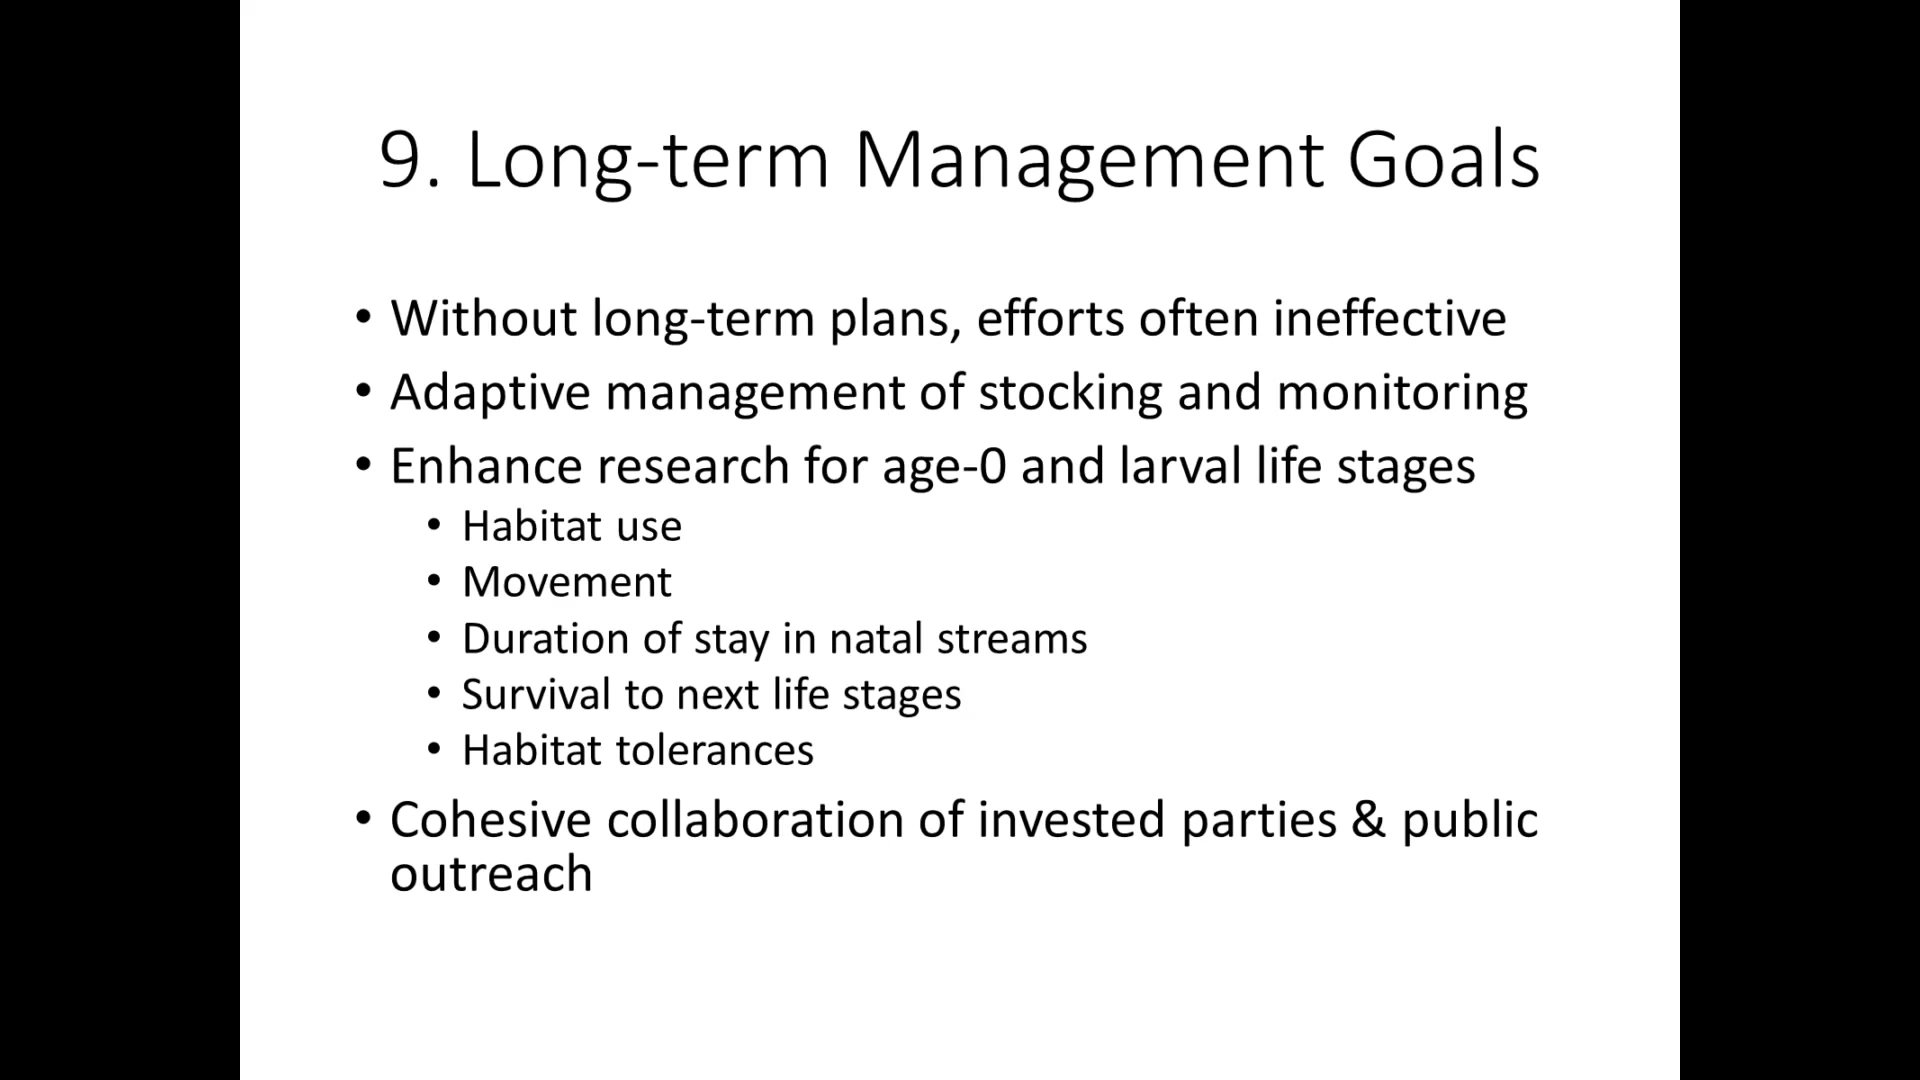 9. Long-term Management Goals
• Without long-term plans, efforts often ineffective
• Adaptive management of stocking and monitoring
• Enhance research for age-0 and larval life stages
• Habitat use
• Movement
• Duration of stay in natal streams
• Survival to next life stages
• Habitat tolerances
• Cohesive collaboration of invested parties & public
outreach